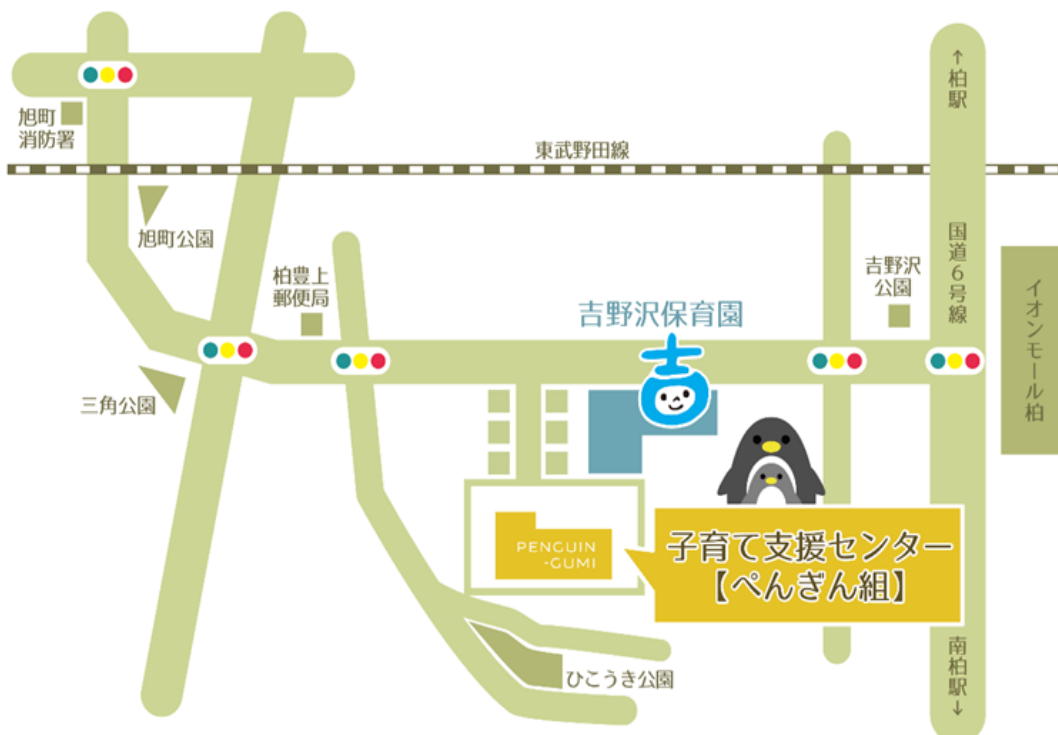 ↑柏駅
旭町
消防署
東武野田線
旭町公園
国道6号線
柏豊上
郵便局
吉野沢
公園
イオンモール柏
吉野沢保育園
吉
三角公園
PENGUIN
-GUMI
子育て支援センター
【ぺんぎん組】
ひこうき公園
南柏駅↓